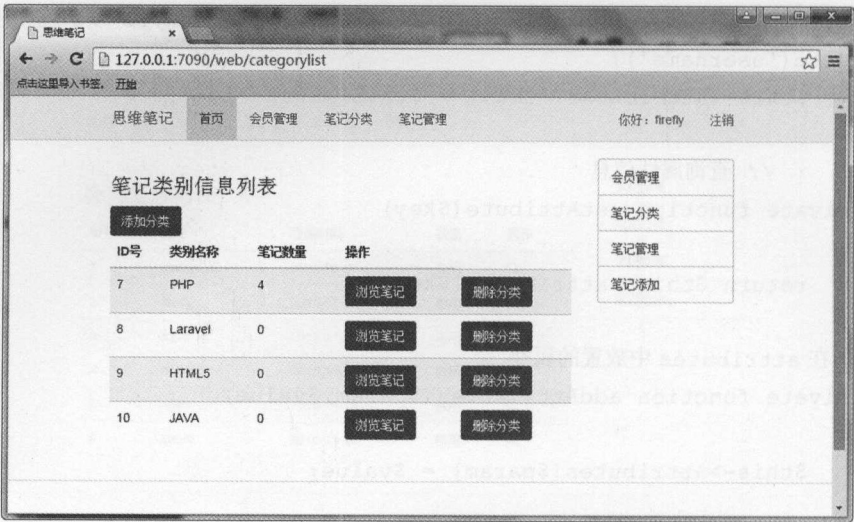 思维笔记
127.0.0.1:7090/web/categorylist
点击这里导入书签。 开始
思维笔记 首页 会员管理 笔记分类 笔记管理 你好：firefly 注销
笔记类别信息列表
添加分类
ID号 类别名称 笔记数量 操作
7 PHP 4 浏览笔记 删除分类
8 Laravel 0 浏览笔记 删除分类
9 HTML5 0 浏览笔记 删除分类
10 JAVA 0 浏览笔记 删除分类
会员管理
笔记分类
笔记管理
笔记添加